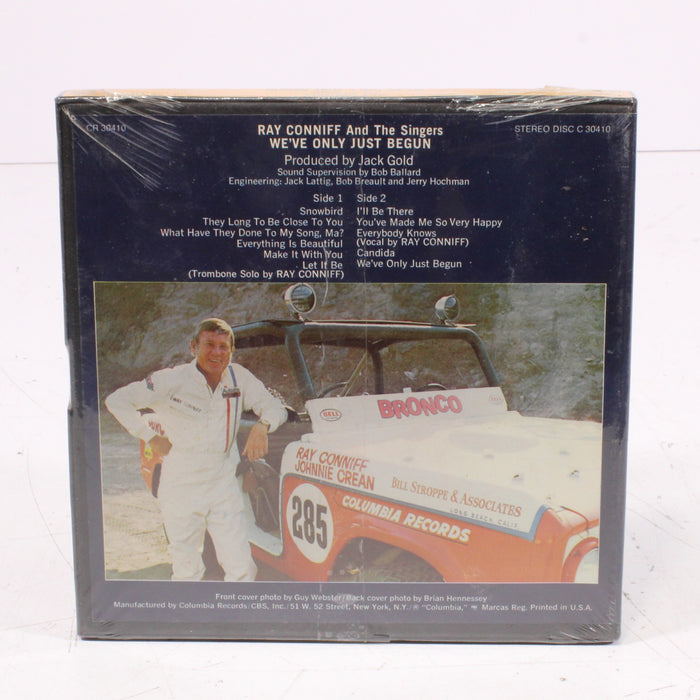 CR 30410
RAY CONNIFF And The Singers
STEREO DISC C 30410
WE'VE ONLY JUST BEGUN
Produced by Jack Gold
Sound Supervision by Bob Ballard
Engineering: Jack Lattig, Bob Breault and Jerry Hochman
Side 1
Snowbird
They Long To Be Close To You
What Have They Done To My Song, Ma?
Everything Is Beautiful
Make It With You
Let It Be
(Trombone Solo by RAY CONNIFF)
Side 2
I'll Be There
You've Made Me So Very Happy
Everybody Knows
(Vocal by RAY CONNIFF)
Candida
We've Only Just Begun
BELL
BRONCO
RAY CONNIFF
RAY CONNIFF
JOHNNIE CREAN
BILL STROPPE & ASSOCIATES
LONG BEACH, CALIF.
285
COLUMBIA RECORDS
Front cover photo by Guy Webster/Back cover photo by Brian Hennessey
Manufactured by Columbia Records/CBS, Inc./51 W. 52 Street, New York, N.Y./® "Columbia," Marcas Reg. Printed in U.S.A.